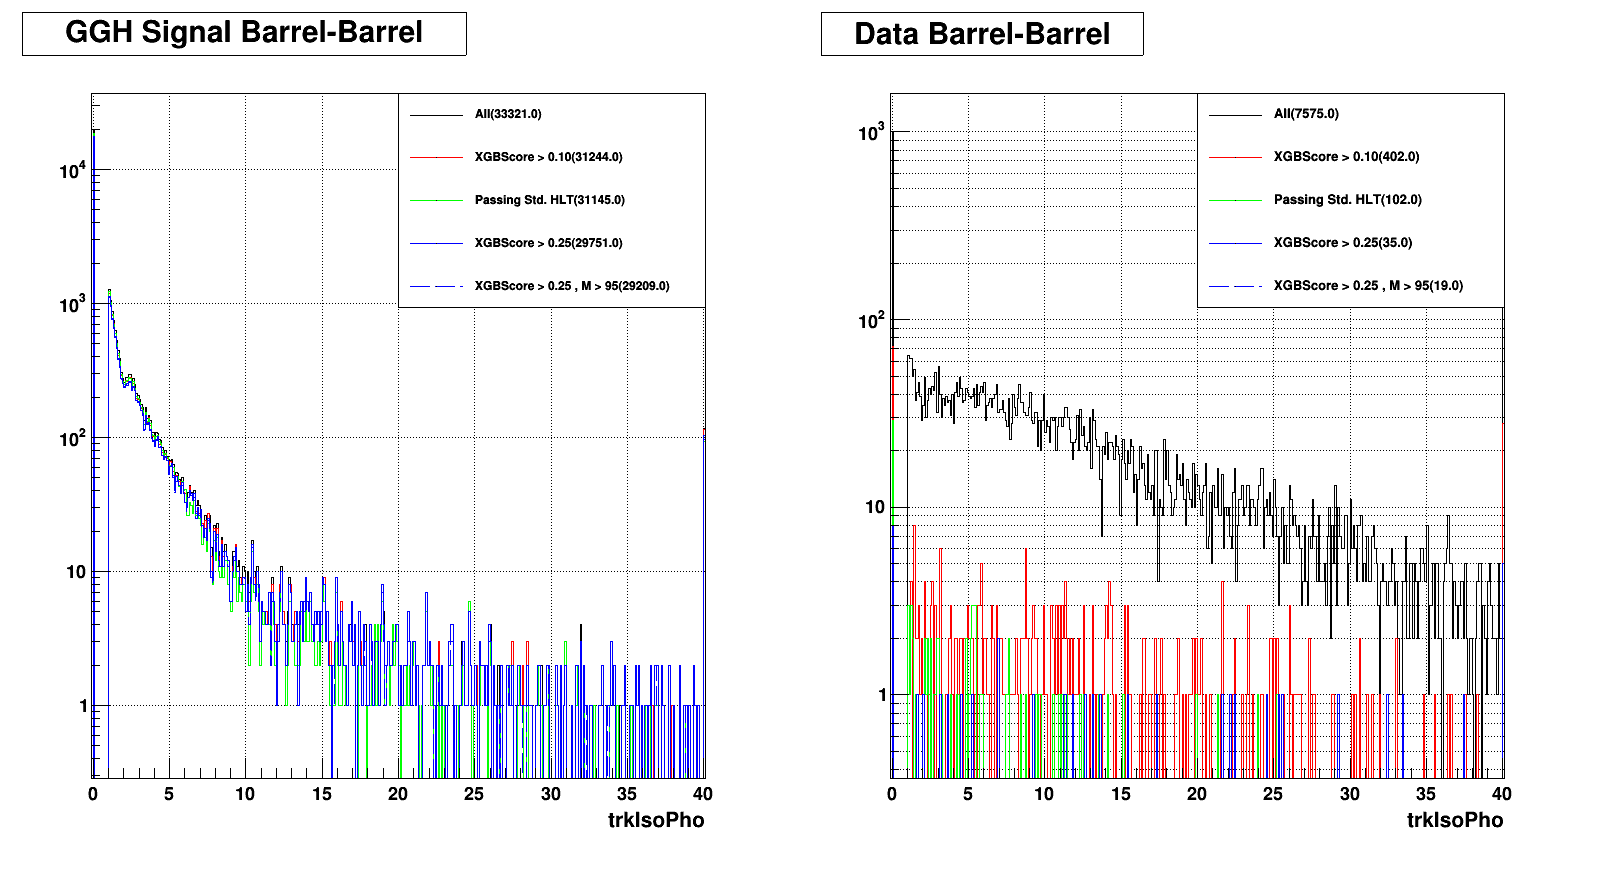 GGH Signal Barrel-Barrel
All(33321.0)
XGBScore > 0.10(31244.0)
Passing Std. HLT(31145.0)
XGBScore > 0.25(29751.0)
XGBScore > 0.25 , M > 95(29209.0)
10^4
10^3
10^2
10
1
0 5 10 15 20 25 30 35 40
trkIsoPho
Data Barrel-Barrel
All(7575.0)
XGBScore > 0.10(402.0)
Passing Std. HLT(102.0)
XGBScore > 0.25(35.0)
XGBScore > 0.25 , M > 95(19.0)
10^3
10^2
10
1
0 5 10 15 20 25 30 35 40
trkIsoPho